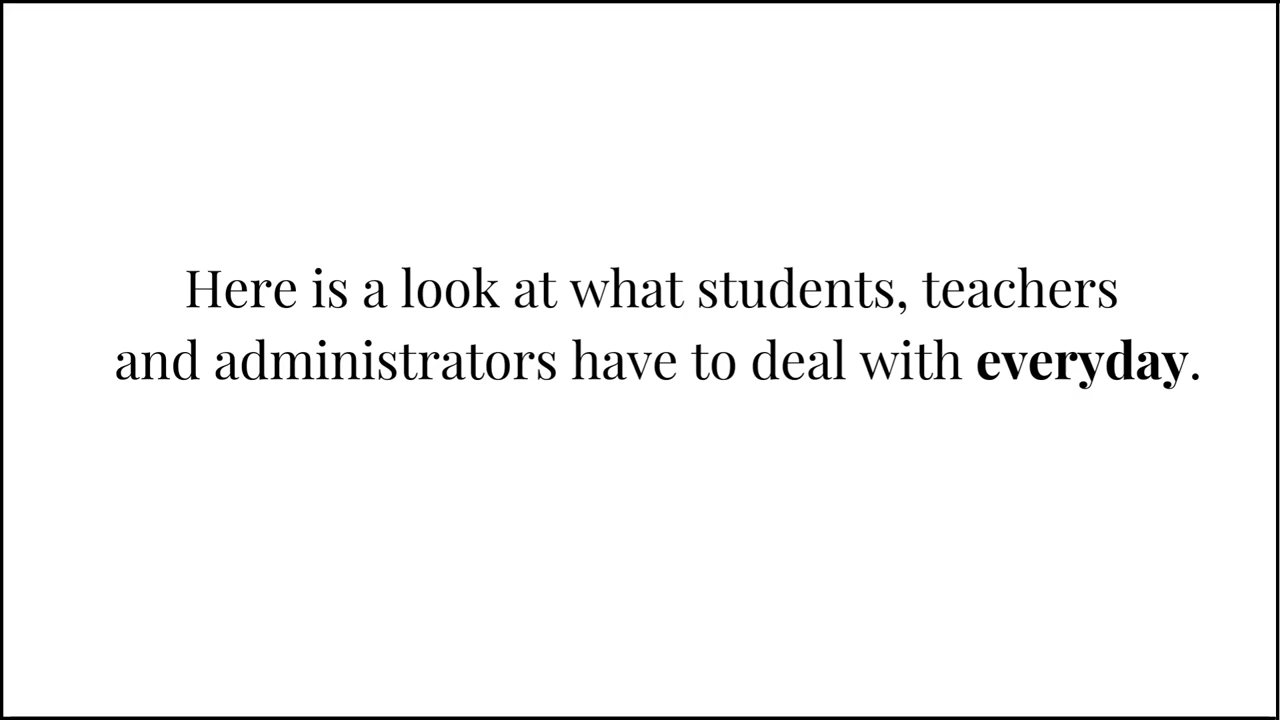 Here is a look at what students, teachers
and administrators have to deal with everyday.